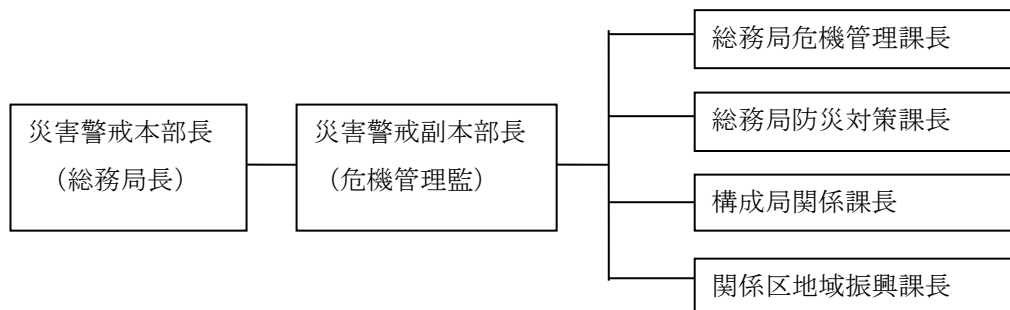 災害警戒本部長
（総務局長）
災害警戒副本部長
（危機管理監）
総務局危機管理課長
総務局防災対策課長
構成局関係課長
関係区地域振興課長